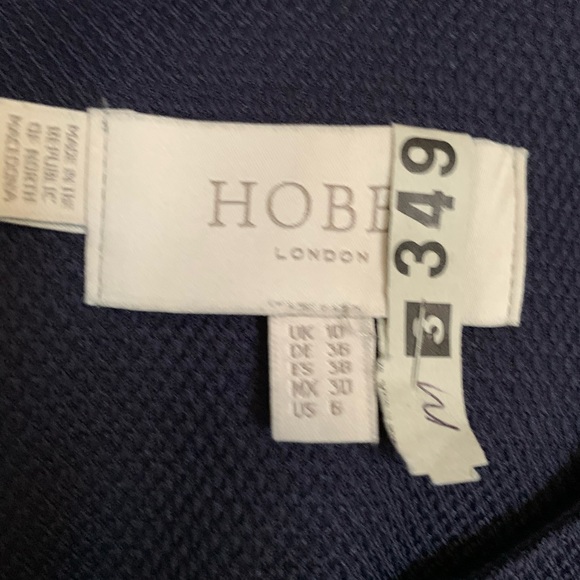 MADE IN THE
REPUBLIC
OF NORTH
MACEDONIA
HOBB
LONDON
UK 10
DE 36
ES 38
MX 30
US 6
349
3